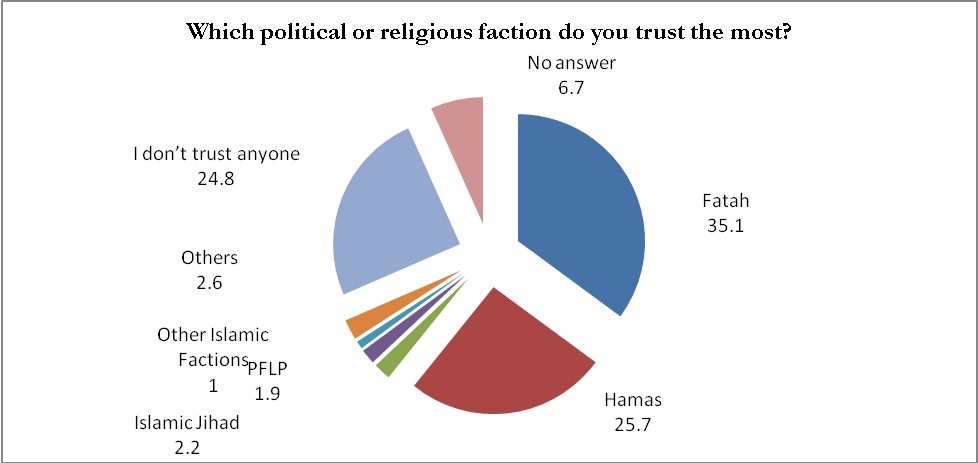 Which political or religious faction do you trust the most?
No answer
6.7
I don’t trust anyone
24.8
Fatah
35.1
Others
2.6
Other Islamic
Factions
1
PFLP
1.9
Hamas
25.7
Islamic Jihad
2.2